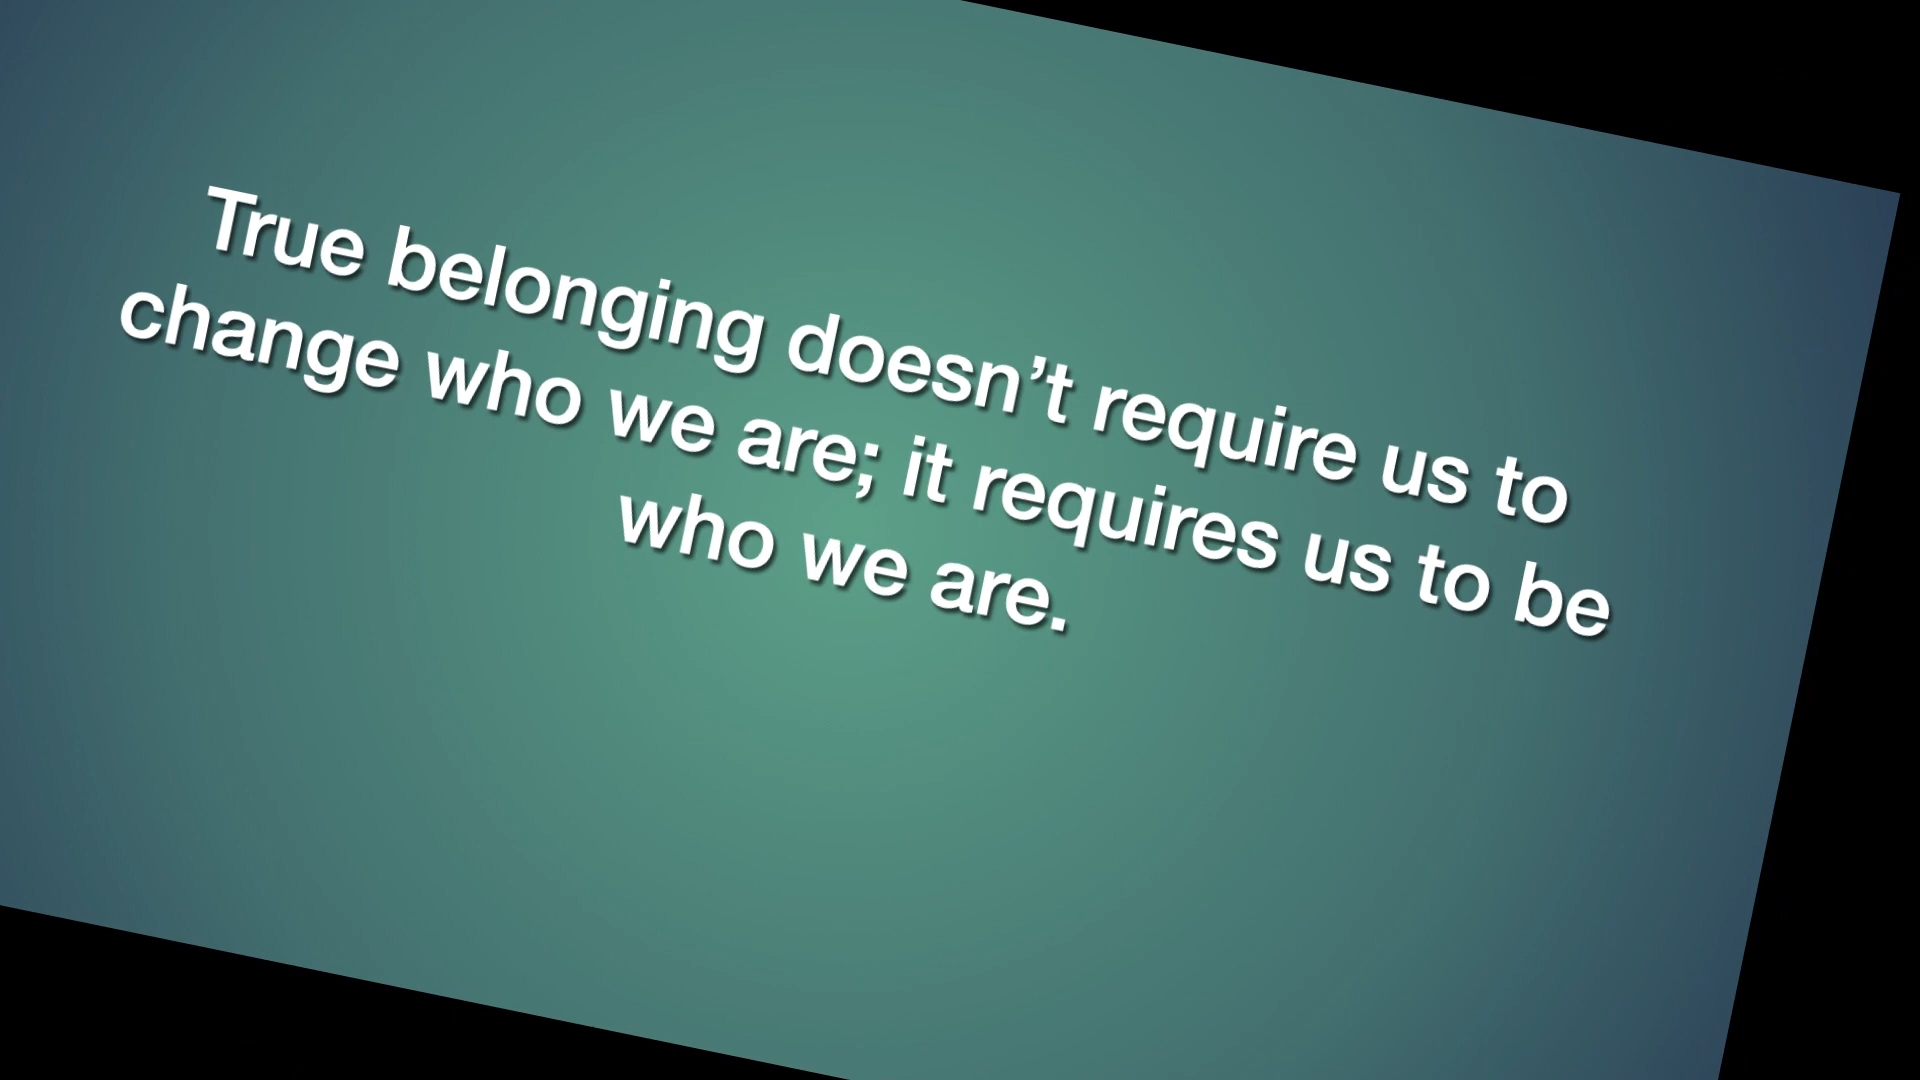 True belonging doesn’t require us to
change who we are; it requires us to be
who we are.